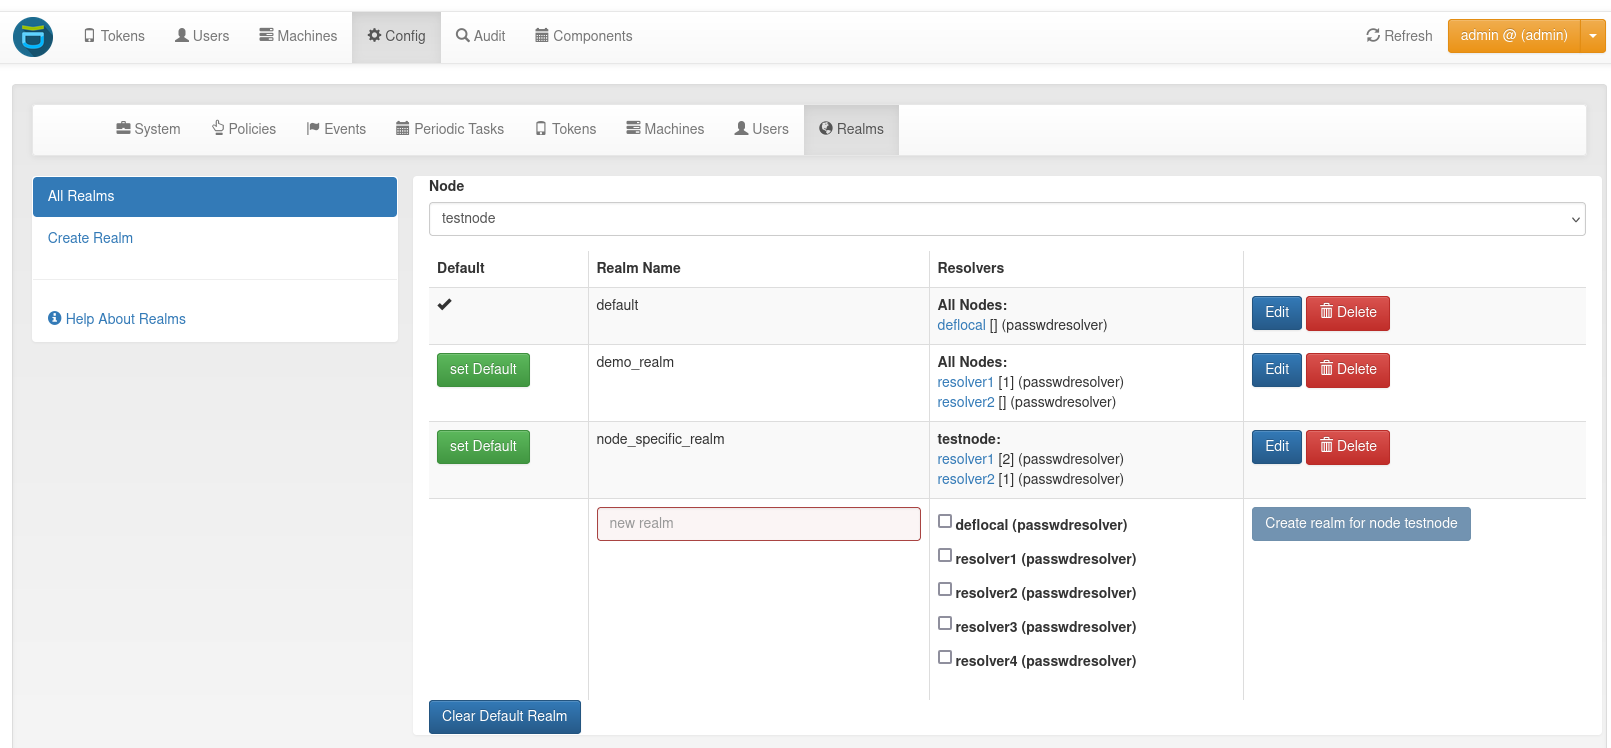 Tokens Users Machines Config Audit Components Refresh admin @ (admin)
System Policies Events Periodic Tasks Tokens Machines Users Realms
All Realms
Create Realm
Help About Realms
Node
testnode
Default Realm Name Resolvers
default All Nodes: Edit Delete
deflocal [] (passwdresolver)
set Default demo_realm All Nodes: Edit Delete
resolver1 [1] (passwdresolver)
resolver2 [] (passwdresolver)
set Default node_specific_realm testnode: Edit Delete
resolver1 [2] (passwdresolver)
resolver2 [1] (passwdresolver)
new realm deflocal (passwdresolver) Create realm for node testnode
resolver1 (passwdresolver)
resolver2 (passwdresolver)
resolver3 (passwdresolver)
resolver4 (passwdresolver)
Clear Default Realm